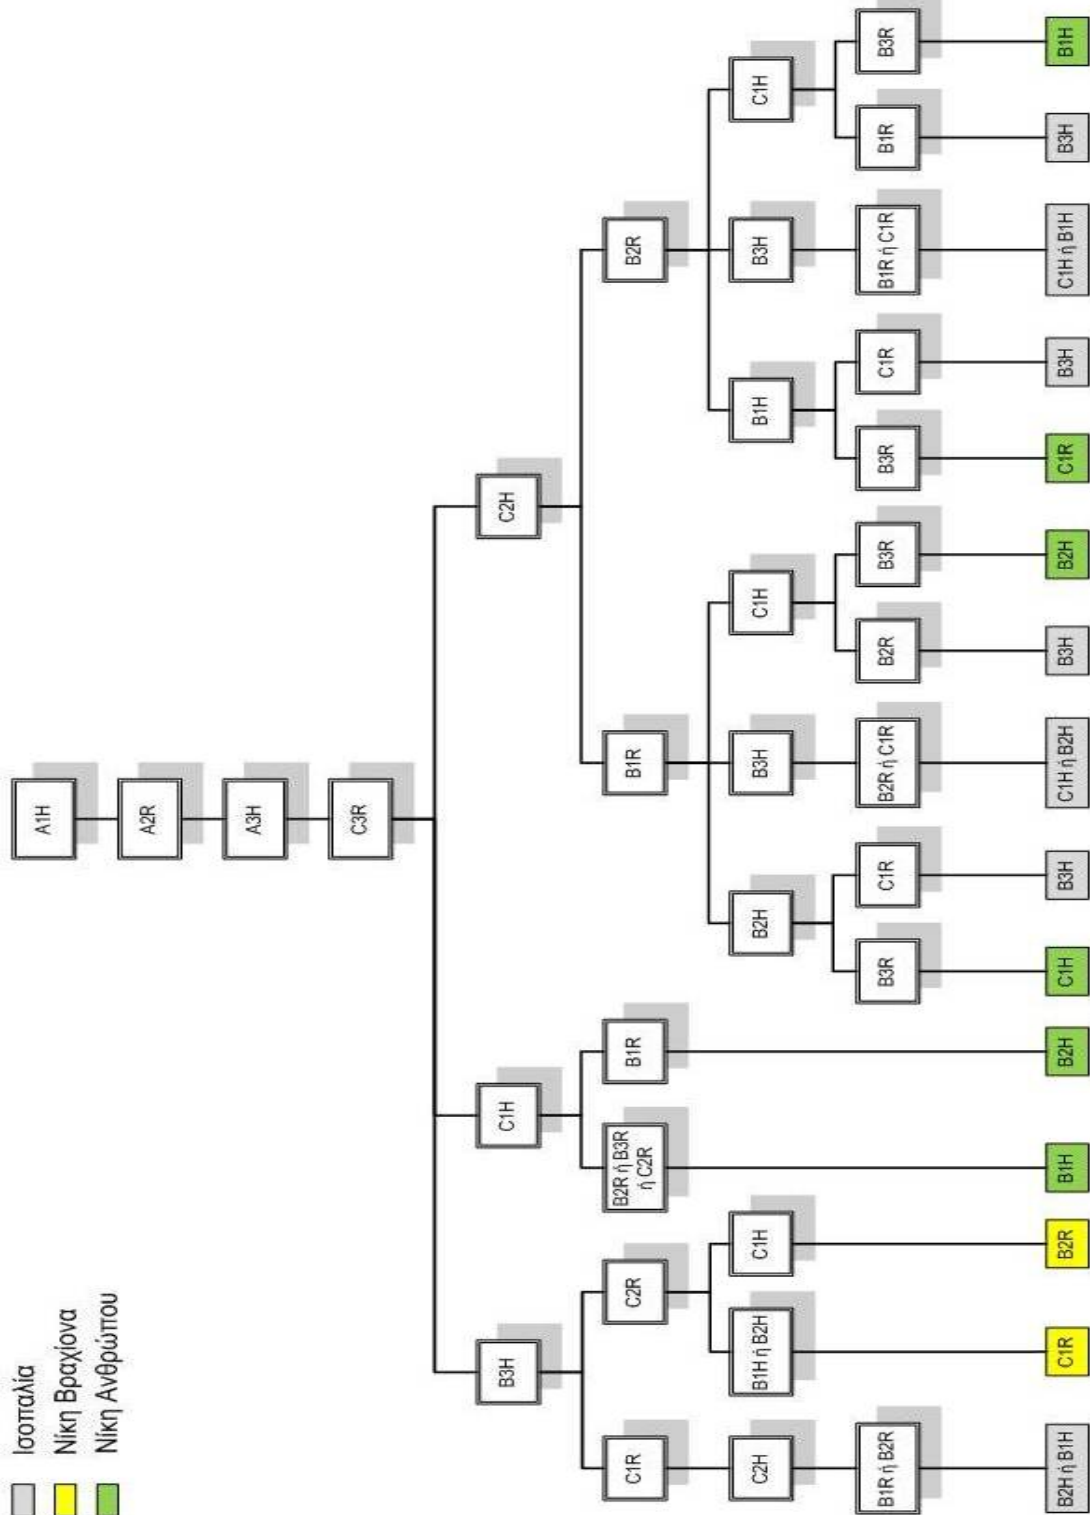 Ισοπαλία
Νίκη Βραχίονα
Νίκη Ανθρώπου
A1H
A2R
A3H
C3R
B3H
C1H
C2H
C1R
C2R
B2R ή B3R
ή C2R
B1R
B1R
B2R
C2H
B1H ή B2H
C1H
B2H
B3H
C1H
B1H
B3H
C1H
B1R ή B2R
B3R
C1R
B2R ή C1R
B2R
B3R
B3R
C1R
B1R ή C1R
B1R
B3R
B2H ή B1H
C1R
B2R
B1H
B2H
C1H
B3H
C1H ή B2H
B3H
B2H
C1R
B3H
C1H ή B1H
B3H
B1H